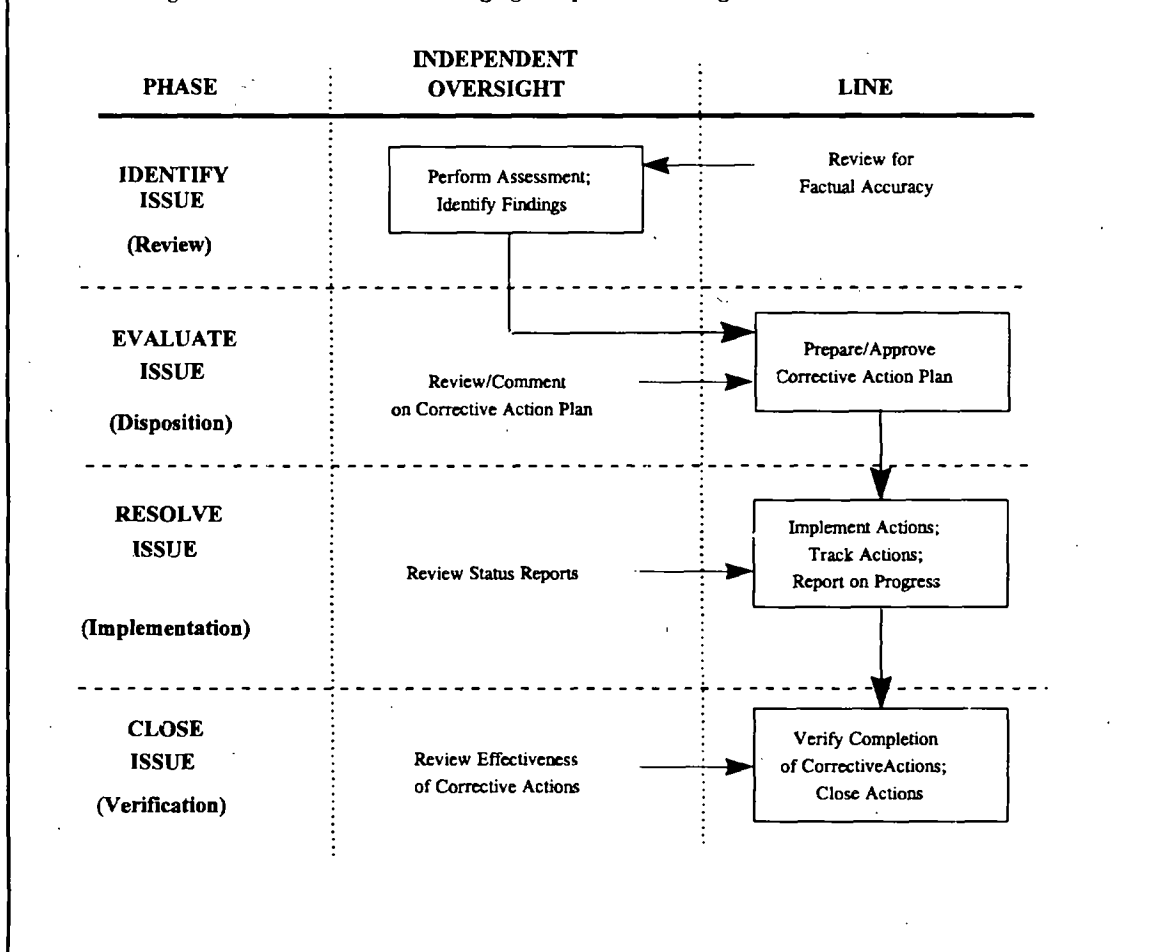 PHASE
INDEPENDENT
OVERSIGHT
LINE
IDENTIFY
ISSUE
(Review)
Perform Assessment;
Identify Findings
Review for
Factual Accuracy
EVALUATE
ISSUE
(Disposition)
Review/Comment
on Corrective Action Plan
Prepare/Approve
Corrective Action Plan
RESOLVE
ISSUE
(Implementation)
Review Status Reports
Implement Actions;
Track Actions;
Report on Progress
CLOSE
ISSUE
(Verification)
Review Effectiveness
of Corrective Actions
Verify Completion
of CorrectiveActions;
Close Actions